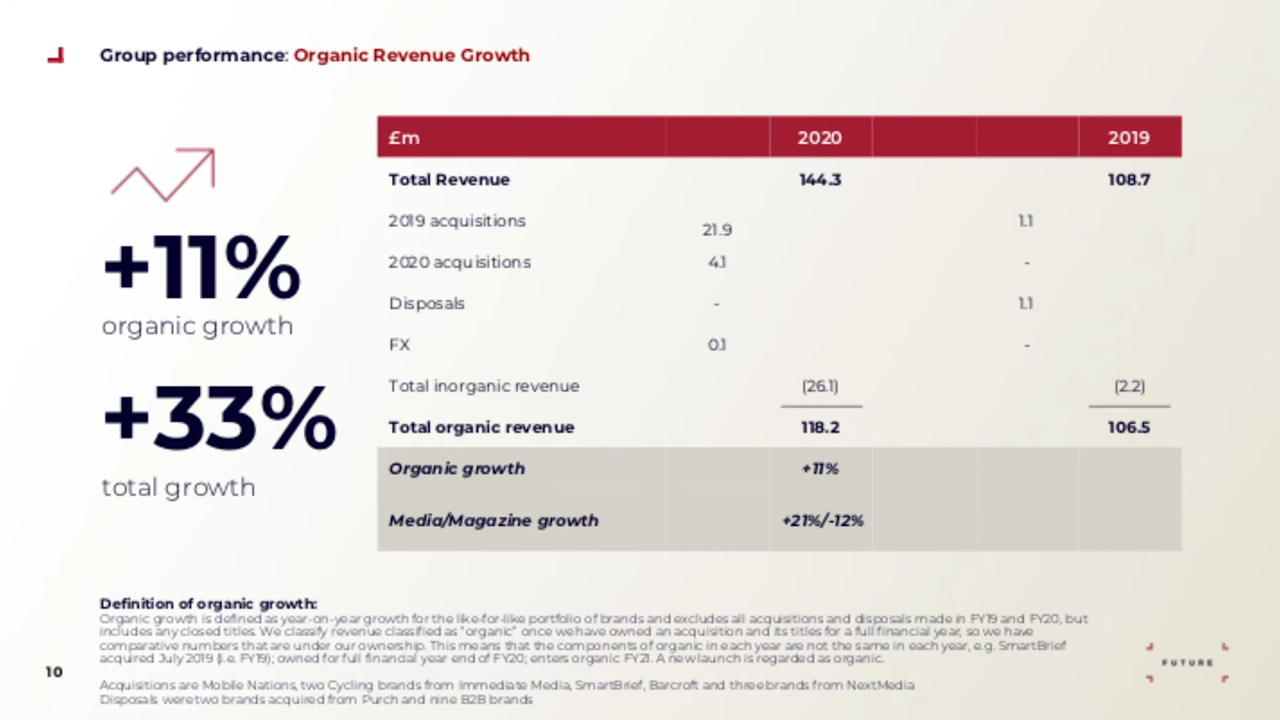 Group performance: Organic Revenue Growth
£m 2020 2019
Total Revenue 144.3 108.7
2019 acquisitions 21.9 1.1
2020 acquisitions 4.1 -
Disposals - 1.1
FX 0.1 -
Total inorganic revenue (26.1) (2.2)
Total organic revenue 118.2 106.5
Organic growth +11%
Media/Magazine growth +21%/-12%
+11%
organic growth
+33%
total growth
Definition of organic growth:
Organic growth is defined as year-on-year growth for the like-for-like portfolio of brands and excludes all acquisitions and disposals made in FY19 and FY20, but
includes any closed titles. We classify revenue classified as "organic" once we have owned an acquisition and its titles for a full financial year, so we have
comparative numbers that are under our ownership. This means that the components of organic in each year are not the same in each year, e.g. SmartBrief
acquired July 2019 (i.e. FY19); owned for full financial year end of FY20; enters organic FY21. A new launch is regarded as organic.
Acquisitions are Mobile Nations, two Cycling brands from Immediate Media, SmartBrief, Barcroft and three brands from NextMedia
Disposals were two brands acquired from Purch and nine B2B brands
10
FUTURE